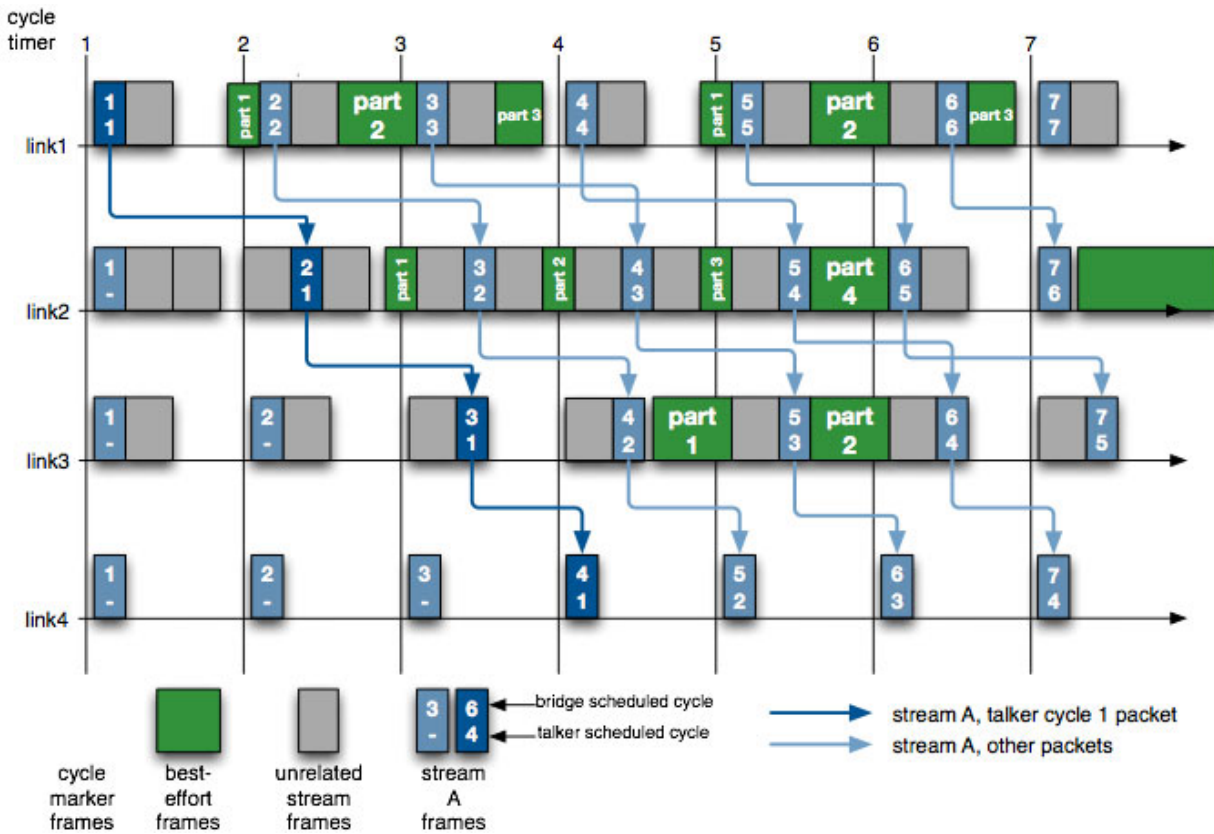 cycle
timer
1 2 3 4 5 6 7
link1
1
1
part 1
2
2
part
2
3
3
part 3
4
4
part 1
5
5
part
2
6
6
part 3
7
7
link2
1
-
2
1
part 1
3
2
part 2
4
3
part 3
5
4
part
4
6
5
7
6
link3
1
-
2
-
3
1
4
2
part
1
5
3
part
2
6
4
7
5
link4
1
-
2
-
3
-
4
1
5
2
6
3
7
4
3
-
6
4
bridge scheduled cycle
talker scheduled cycle
stream A, talker cycle 1 packet
stream A, other packets
cycle
marker
frames
best-
effort
frames
unrelated
stream
frames
stream
A
frames